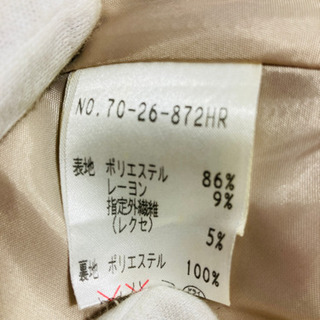 NO.70-26-872HR
表地 ポリエステル 86%
レーヨン 9%
指定外繊維
(レクセ) 5%
裏地 ポリエステル 100%